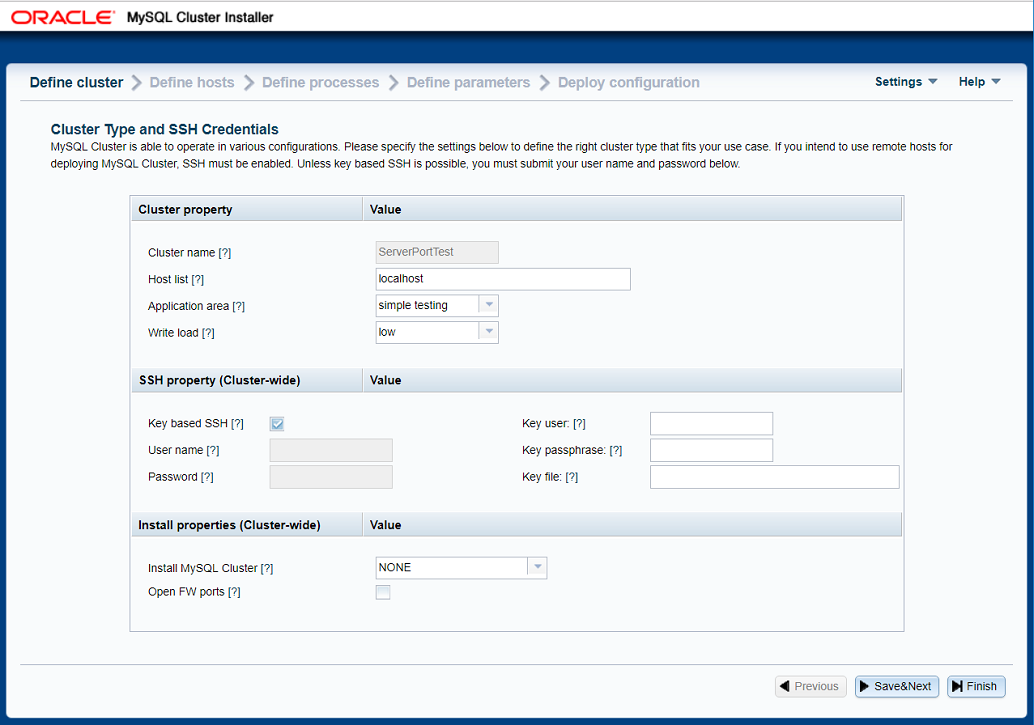 ORACLE MySQL Cluster Installer
Define cluster Define hosts Define processes Define parameters Deploy configuration Settings Help
Cluster Type and SSH Credentials
MySQL Cluster is able to operate in various configurations. Please specify the settings below to define the right cluster type that fits your use case. If you intend to use remote hosts for
deploying MySQL Cluster, SSH must be enabled. Unless key based SSH is possible, you must submit your user name and password below.
Cluster property Value
Cluster name [?] ServerPortTest
Host list [?] localhost
Application area [?] simple testing
Write load [?] low
SSH property (Cluster-wide) Value
Key based SSH [?] Key user: [?]
User name [?] Key passphrase: [?]
Password [?] Key file: [?]
Install properties (Cluster-wide) Value
Install MySQL Cluster [?] NONE
Open FW ports [?]
Previous Save&Next Finish